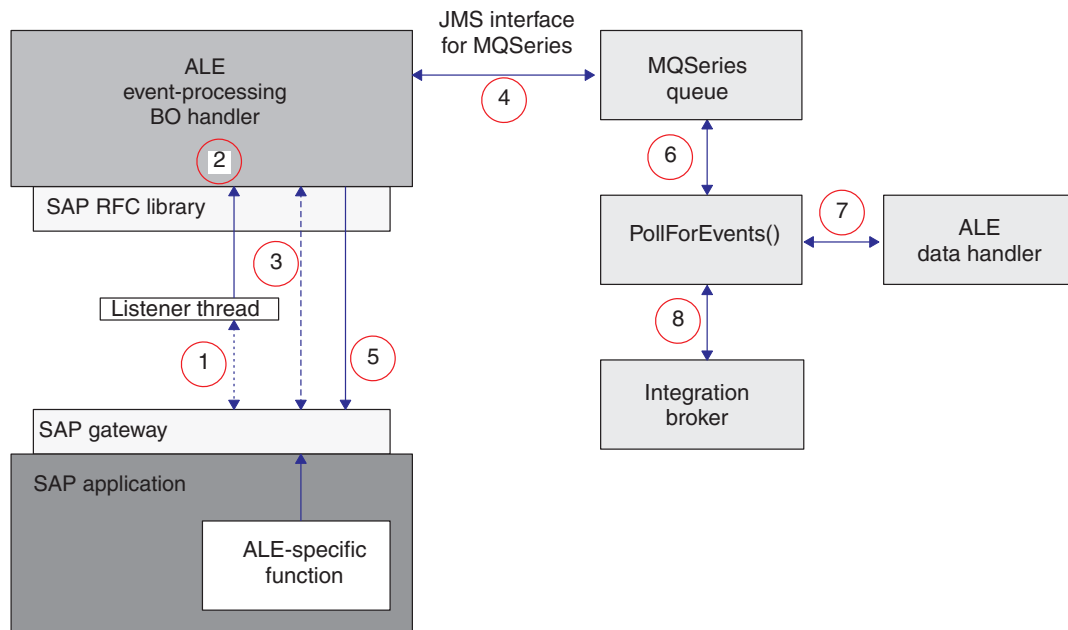 JMS interface
for MQSeries
ALE
event-processing
BO handler
2
4
MQSeries
queue
6
SAP RFC library
3
PollForEvents()
7
ALE
data handler
Listener thread
1
5
8
Integration
broker
SAP gateway
SAP application
ALE-specific
function